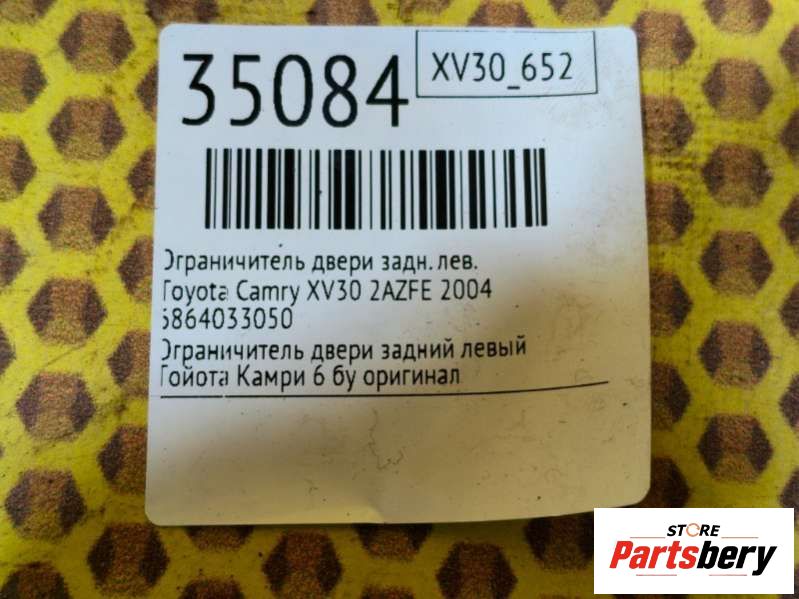 35084
XV30_652
Ограничитель двери задн. лев.
Toyota Camry XV30 2AZFE 2004
6864033050
Ограничитель двери задний левый
Тойота Камри 6 бу оригинал
STORE
Partsbery